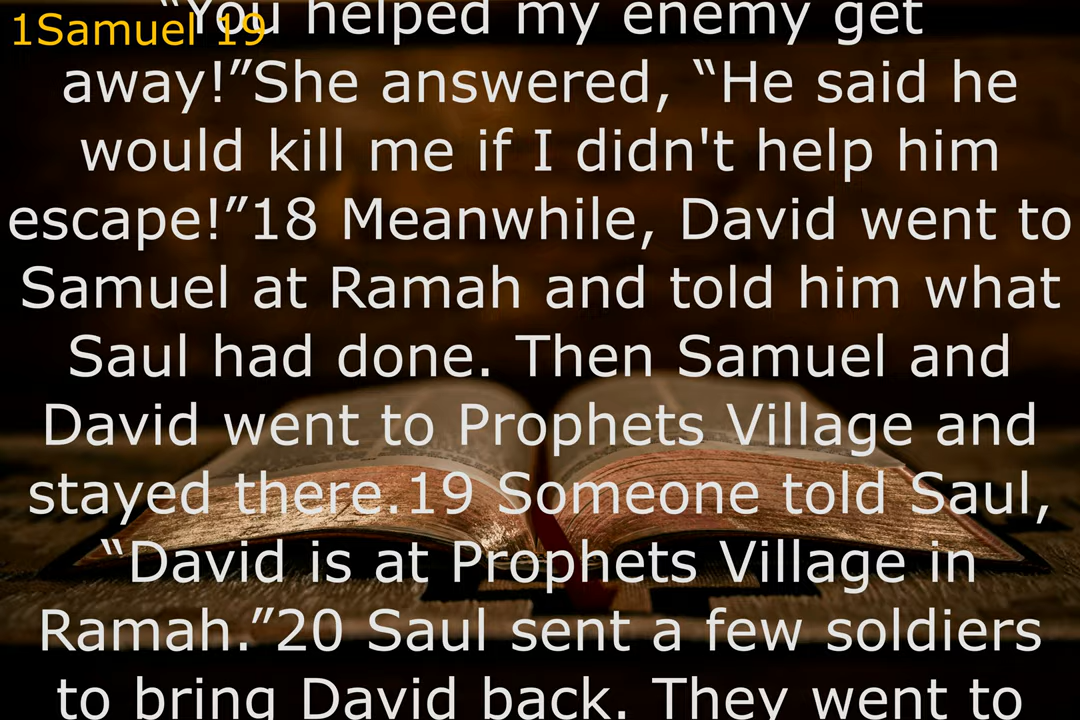 1Samuel 19
“You helped my enemy get
away!”She answered, “He said he
would kill me if I didn't help him
escape!”18 Meanwhile, David went to
Samuel at Ramah and told him what
Saul had done. Then Samuel and
David went to Prophets Village and
stayed there.19 Someone told Saul,
“David is at Prophets Village in
Ramah.”20 Saul sent a few soldiers
to bring David back. They went to